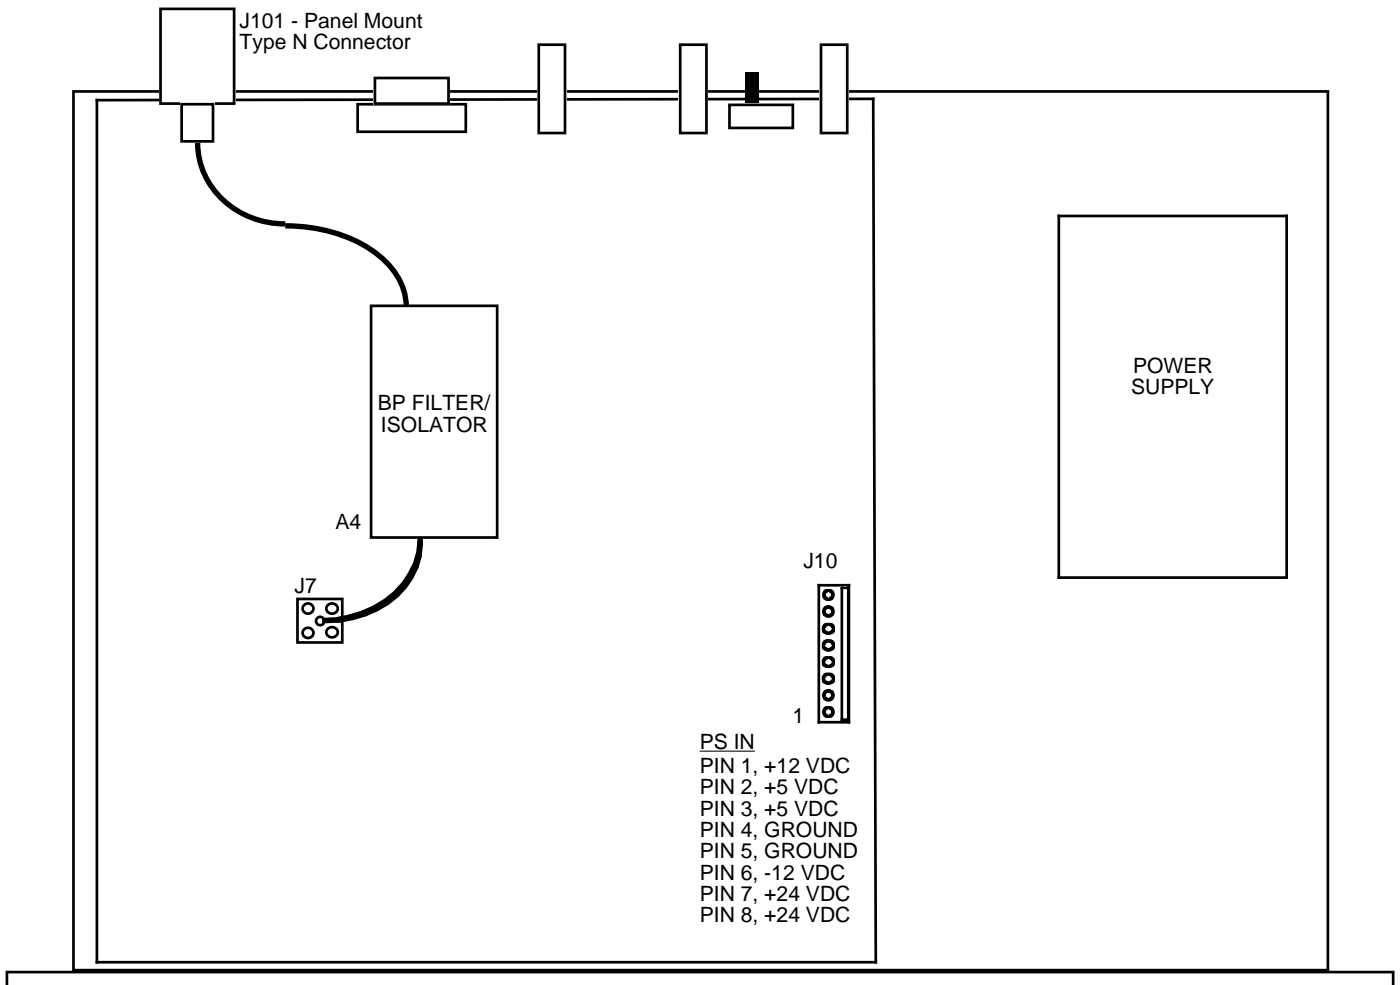 J101 - Panel Mount
Type N Connector
POWER
SUPPLY
BP FILTER/
ISOLATOR
A4
J7
J10
1
PS IN
PIN 1, +12 VDC
PIN 2, +5 VDC
PIN 3, +5 VDC
PIN 4, GROUND
PIN 5, GROUND
PIN 6, -12 VDC
PIN 7, +24 VDC
PIN 8, +24 VDC